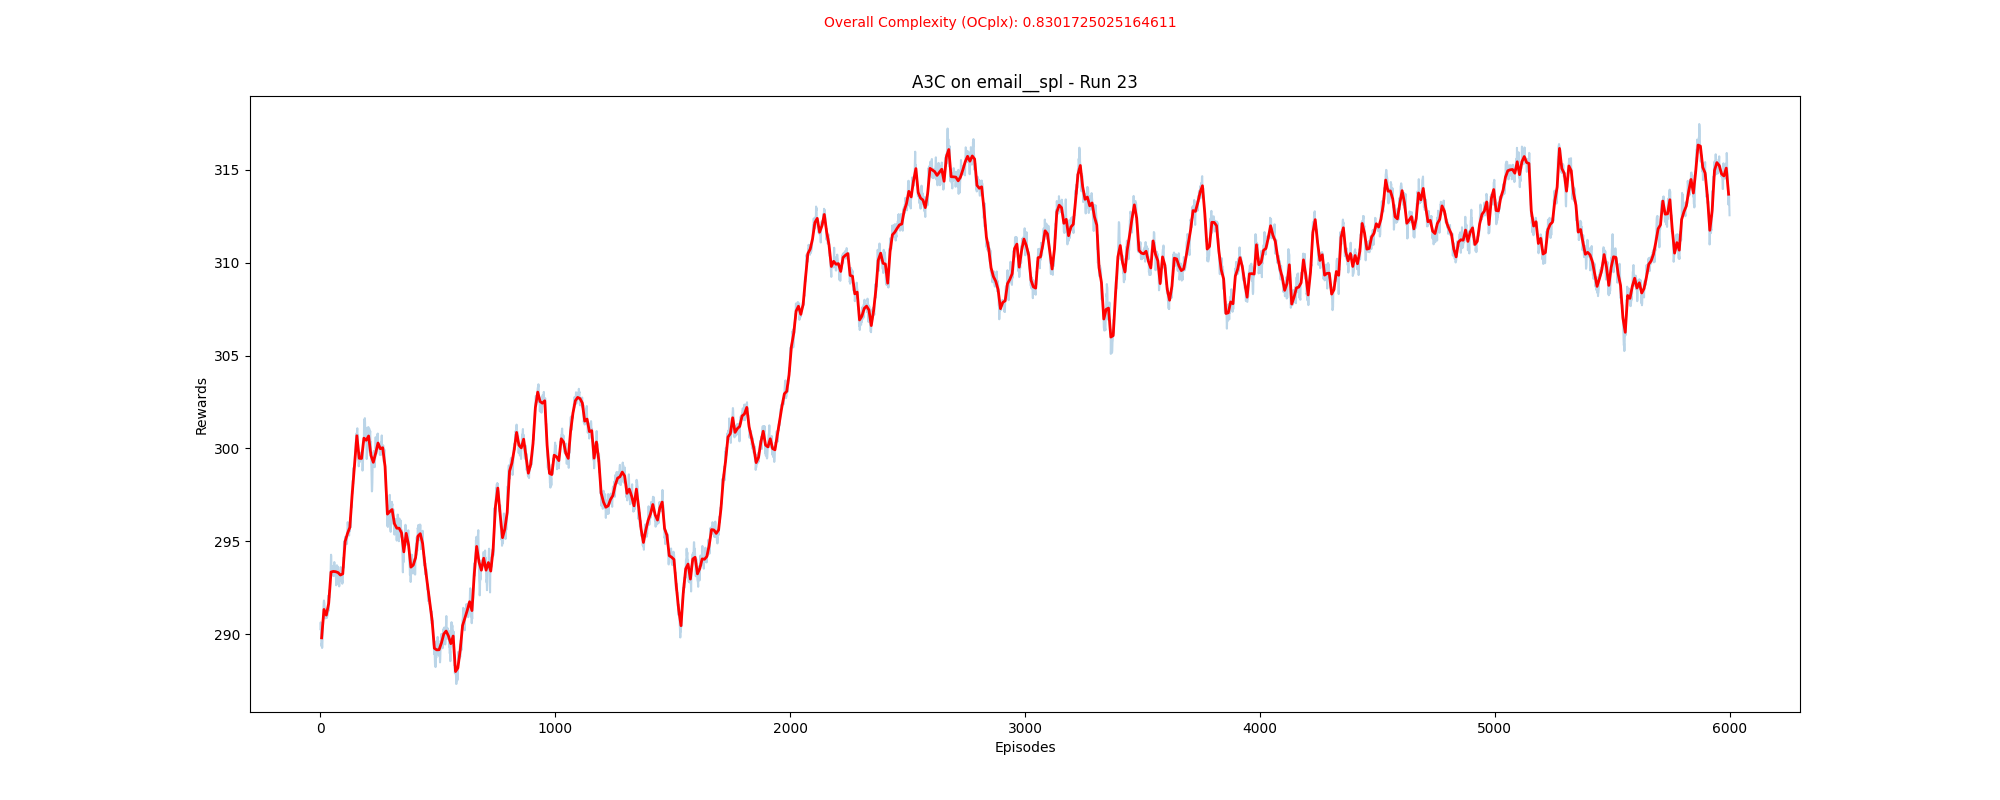 Overall Complexity (OCplx): 0.8301725025164611
A3C on email__spl - Run 23
315
310
305
300
295
290
Rewards
0 1000 2000 3000 4000 5000 6000
Episodes